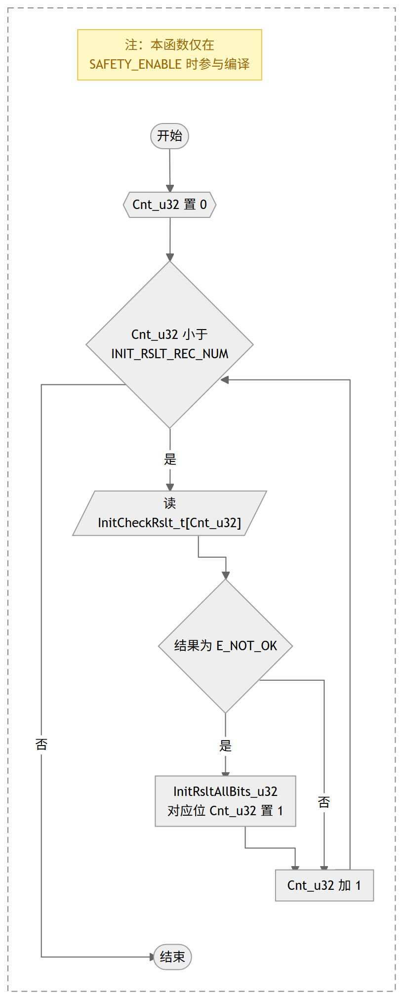 注：本函数仅在
SAFETY_ENABLE 时参与编译
开始
Cnt_u32 置 0
Cnt_u32 小于
INIT_RSLT_REC_NUM
是
读
InitCheckRslt_t[Cnt_u32]
结果为 E_NOT_OK
否
是
InitRsltAllBits_u32
对应位 Cnt_u32 置 1
否
Cnt_u32 加 1
结束